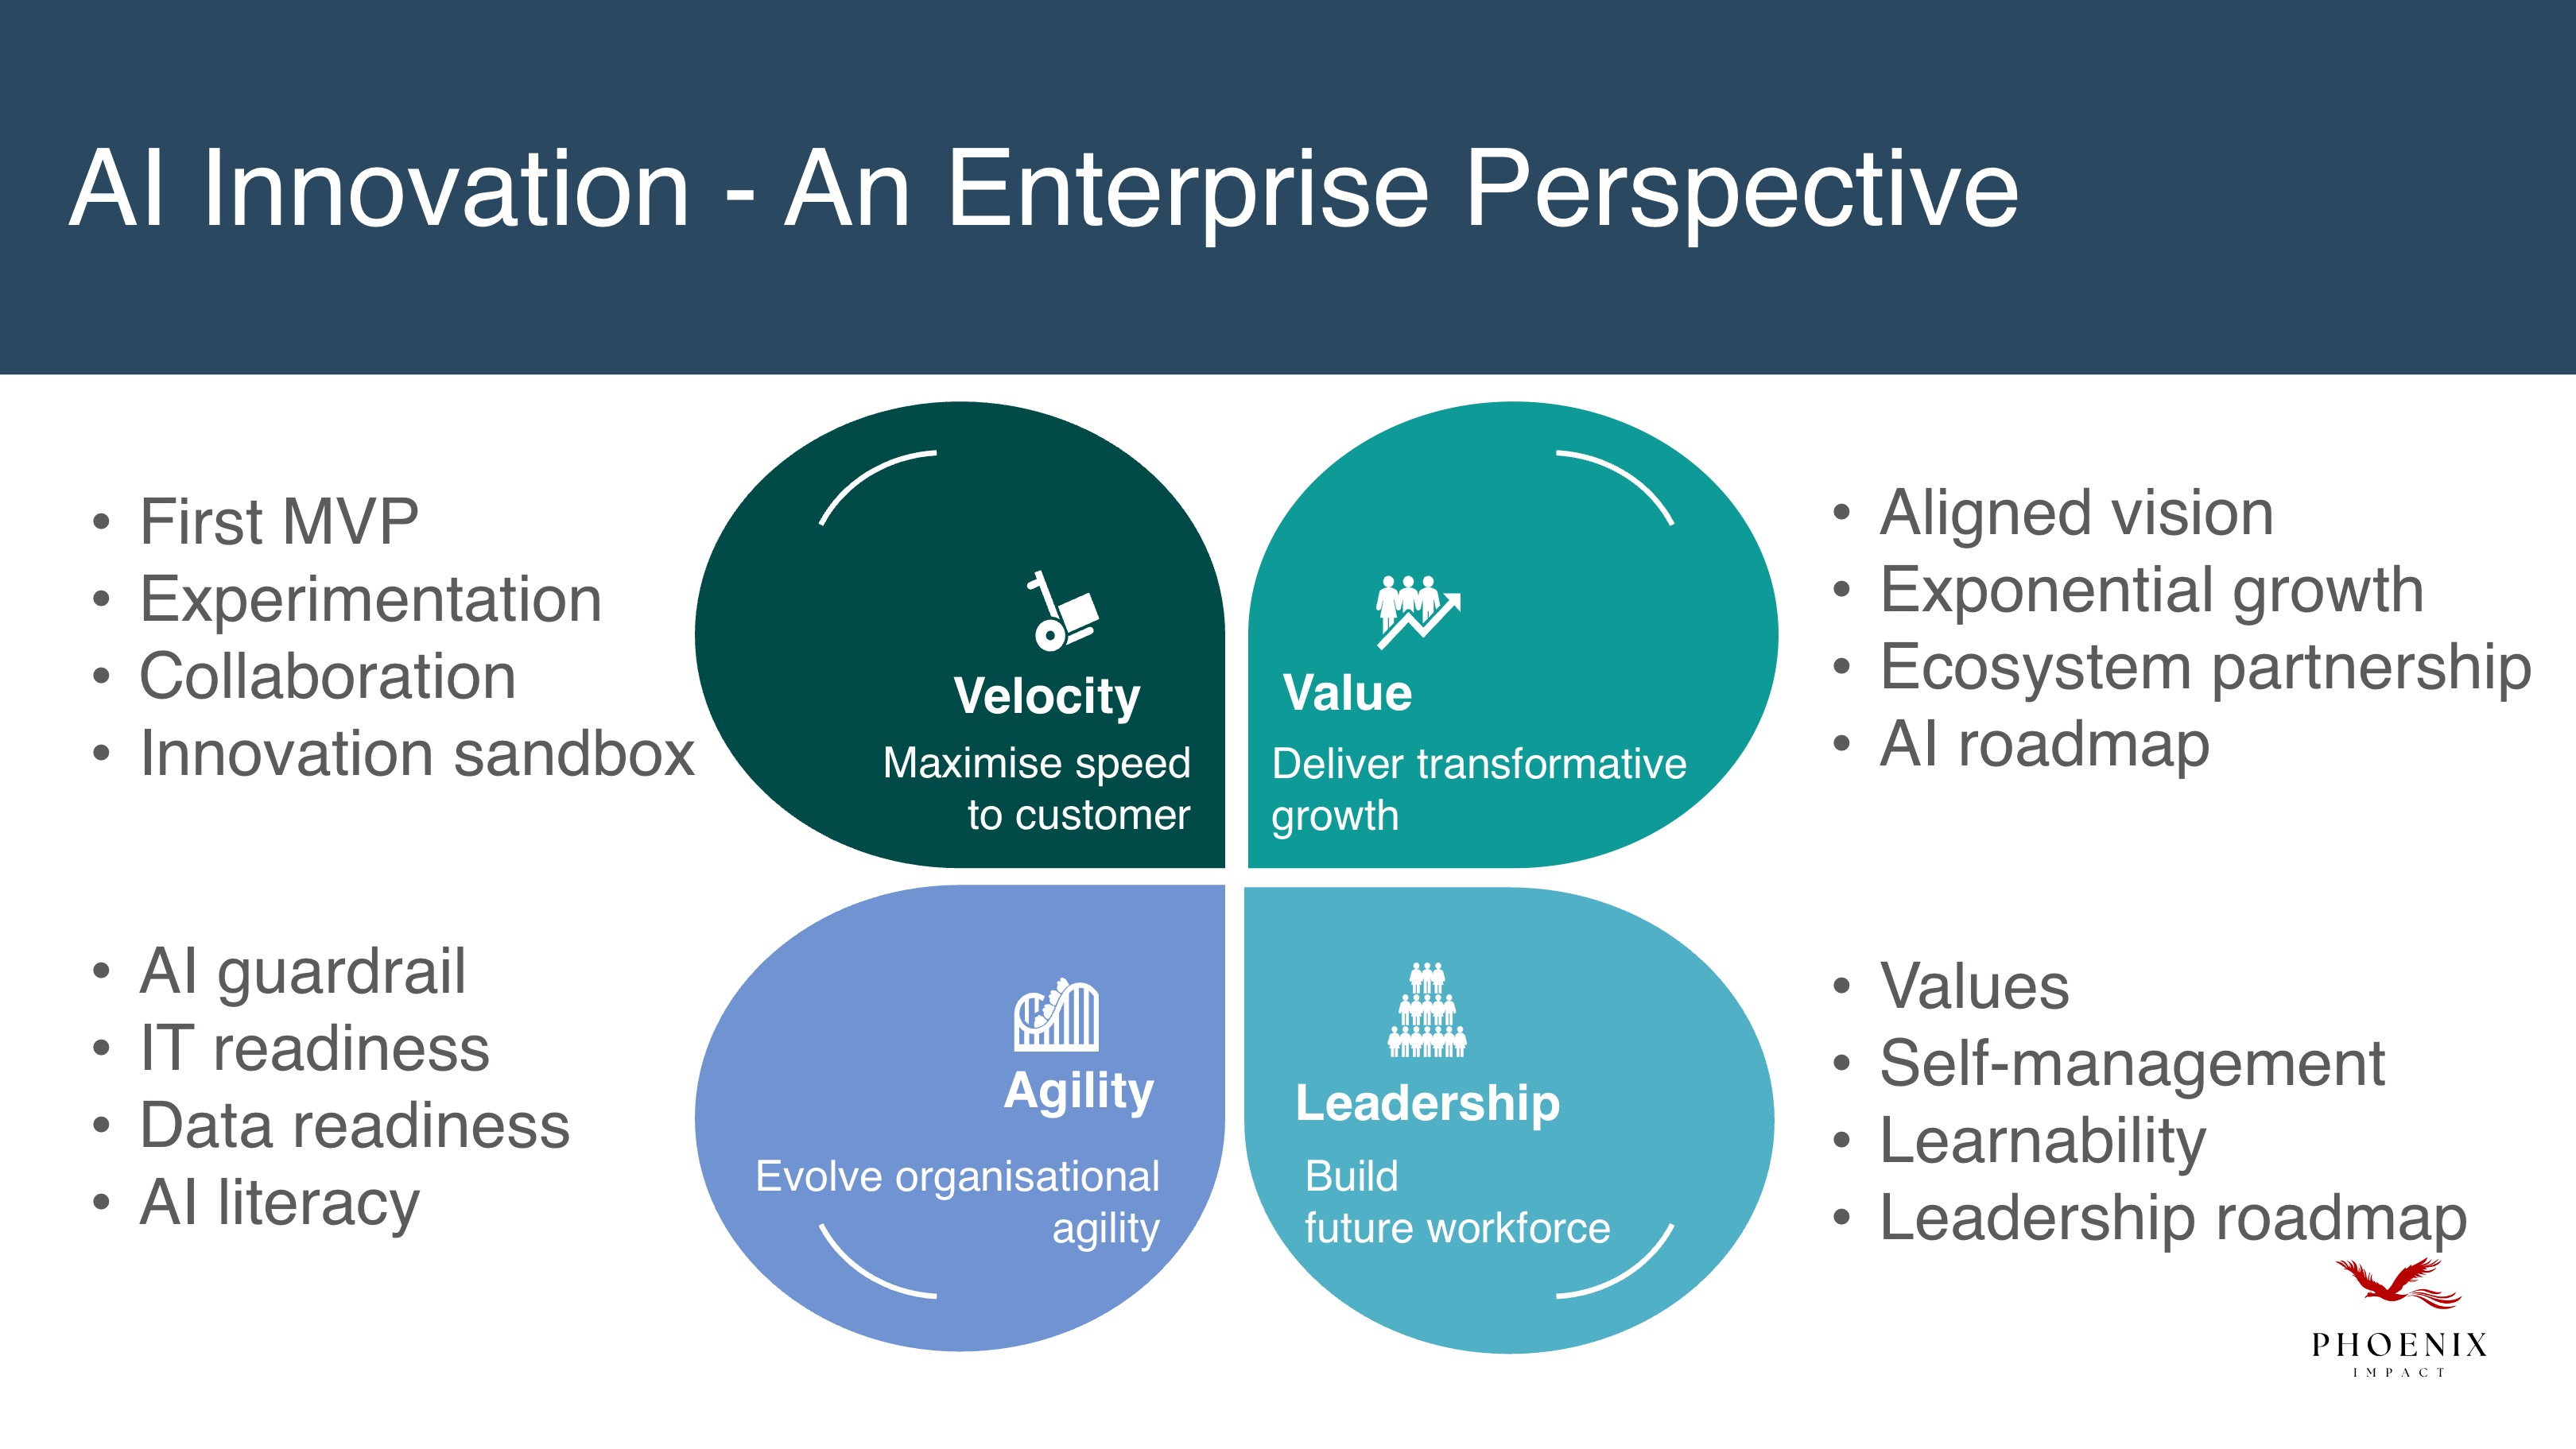 AI Innovation - An Enterprise Perspective
• First MVP
• Experimentation
• Collaboration
• Innovation sandbox
Velocity
Maximise speed
to customer
Value
Deliver transformative
growth
• Aligned vision
• Exponential growth
• Ecosystem partnership
• AI roadmap
• AI guardrail
• IT readiness
• Data readiness
• AI literacy
Agility
Evolve organisational
agility
Leadership
Build
future workforce
• Values
• Self-management
• Learnability
• Leadership roadmap
PHOENIX
IMPACT